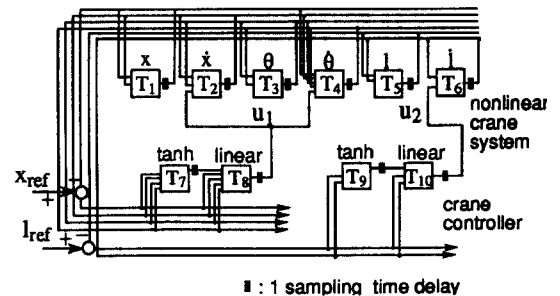 x ẋ θ θ̇ l l̇
T1 T2 T3 T4 T5 T6
u1 u2
nonlinear
crane
system
tanh linear tanh linear
T7 T8 T9 T10
xref
+ −
crane
controller
lref
+ −
: 1 sampling time delay